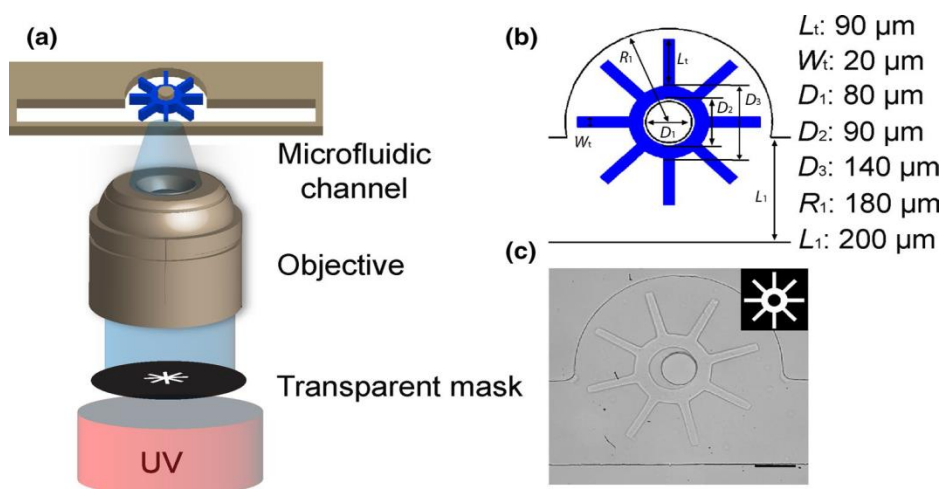 (a)
Microfluidic
channel
Objective
Transparent mask
UV
(b)
R₁
Lₜ
D₃
D₂
D₁
Wₜ
L₁
Lₜ: 90 µm
Wₜ: 20 µm
D₁: 80 µm
D₂: 90 µm
D₃: 140 µm
R₁: 180 µm
L₁: 200 µm
(c)